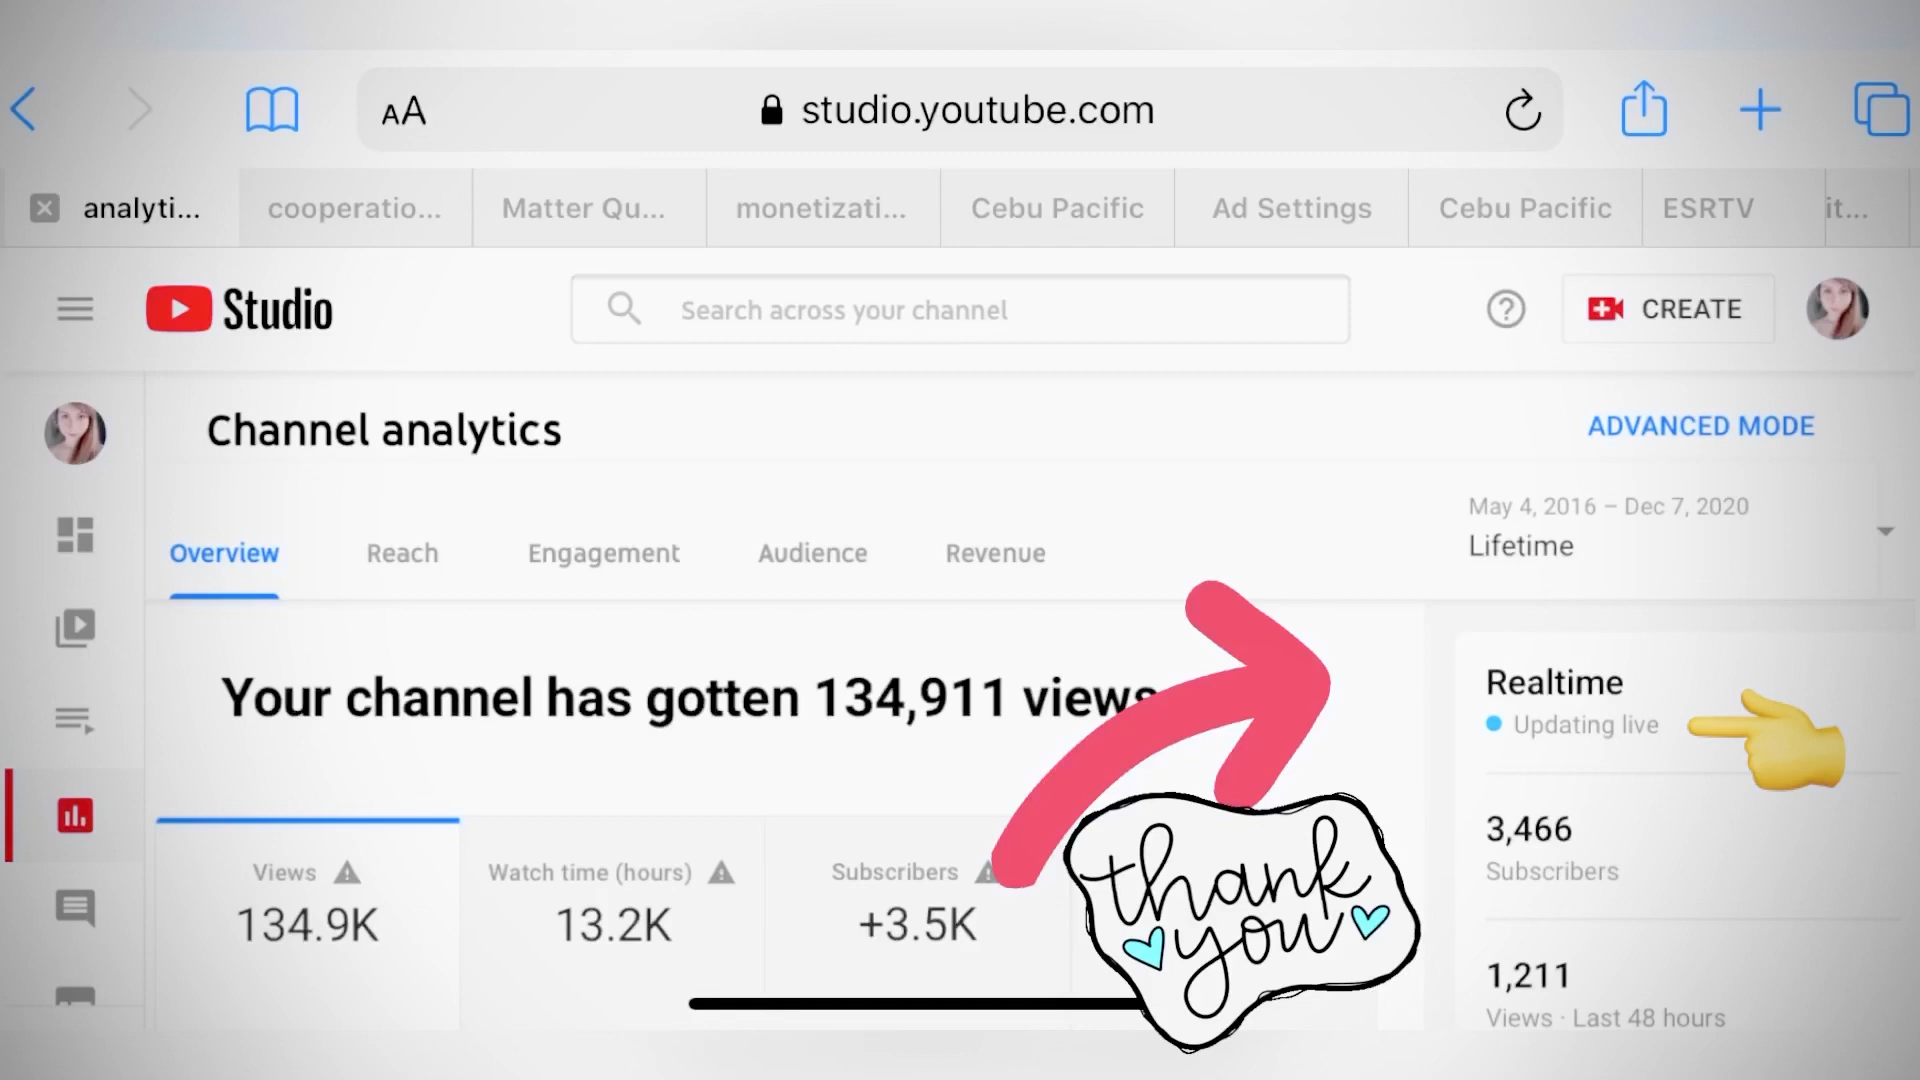 AA studio.youtube.com
analyti... cooperatio... Matter Qu... monetizati... Cebu Pacific Ad Settings Cebu Pacific ESRTV it...
Studio Search across your channel CREATE
Channel analytics
ADVANCED MODE
May 4, 2016 – Dec 7, 2020
Lifetime
Overview Reach Engagement Audience Revenue
Your channel has gotten 134,911 views
Views Watch time (hours) Subscribers
134.9K 13.2K +3.5K
thank
you
Realtime
Updating live
3,466
Subscribers
1,211
Views · Last 48 hours